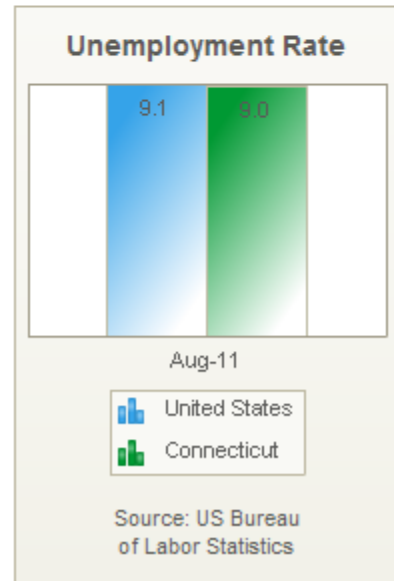 Unemployment Rate
9.1 9.0
Aug-11
United States
Connecticut
Source: US Bureau
of Labor Statistics